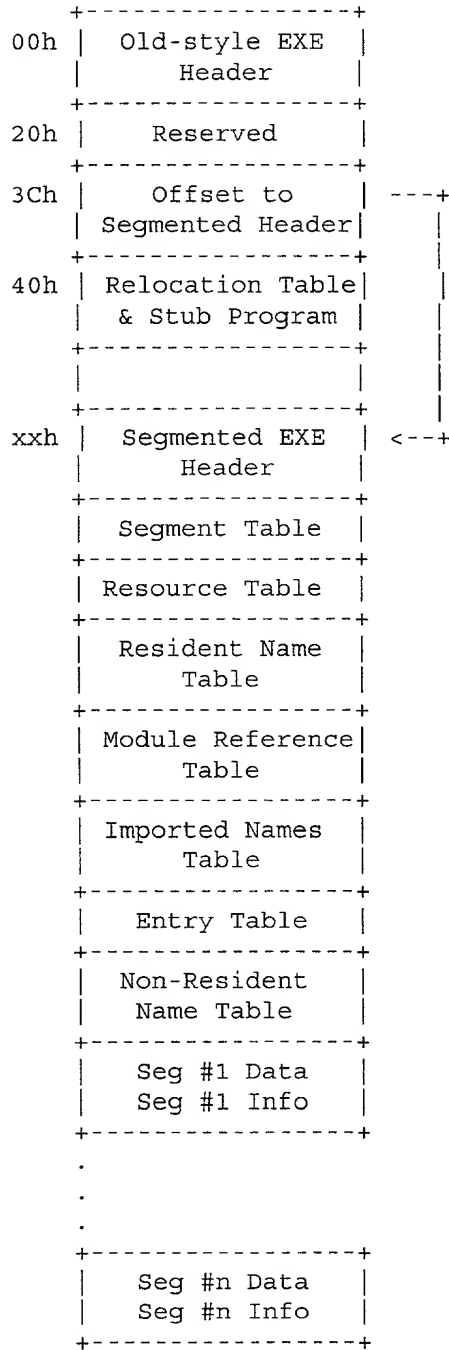 00h Old-style EXE
Header
20h Reserved
3Ch Offset to
Segmented Header
40h Relocation Table
& Stub Program
xxh Segmented EXE
Header
Segment Table
Resource Table
Resident Name
Table
Module Reference
Table
Imported Names
Table
Entry Table
Non-Resident
Name Table
Seg #1 Data
Seg #1 Info
.
.
.
Seg #n Data
Seg #n Info